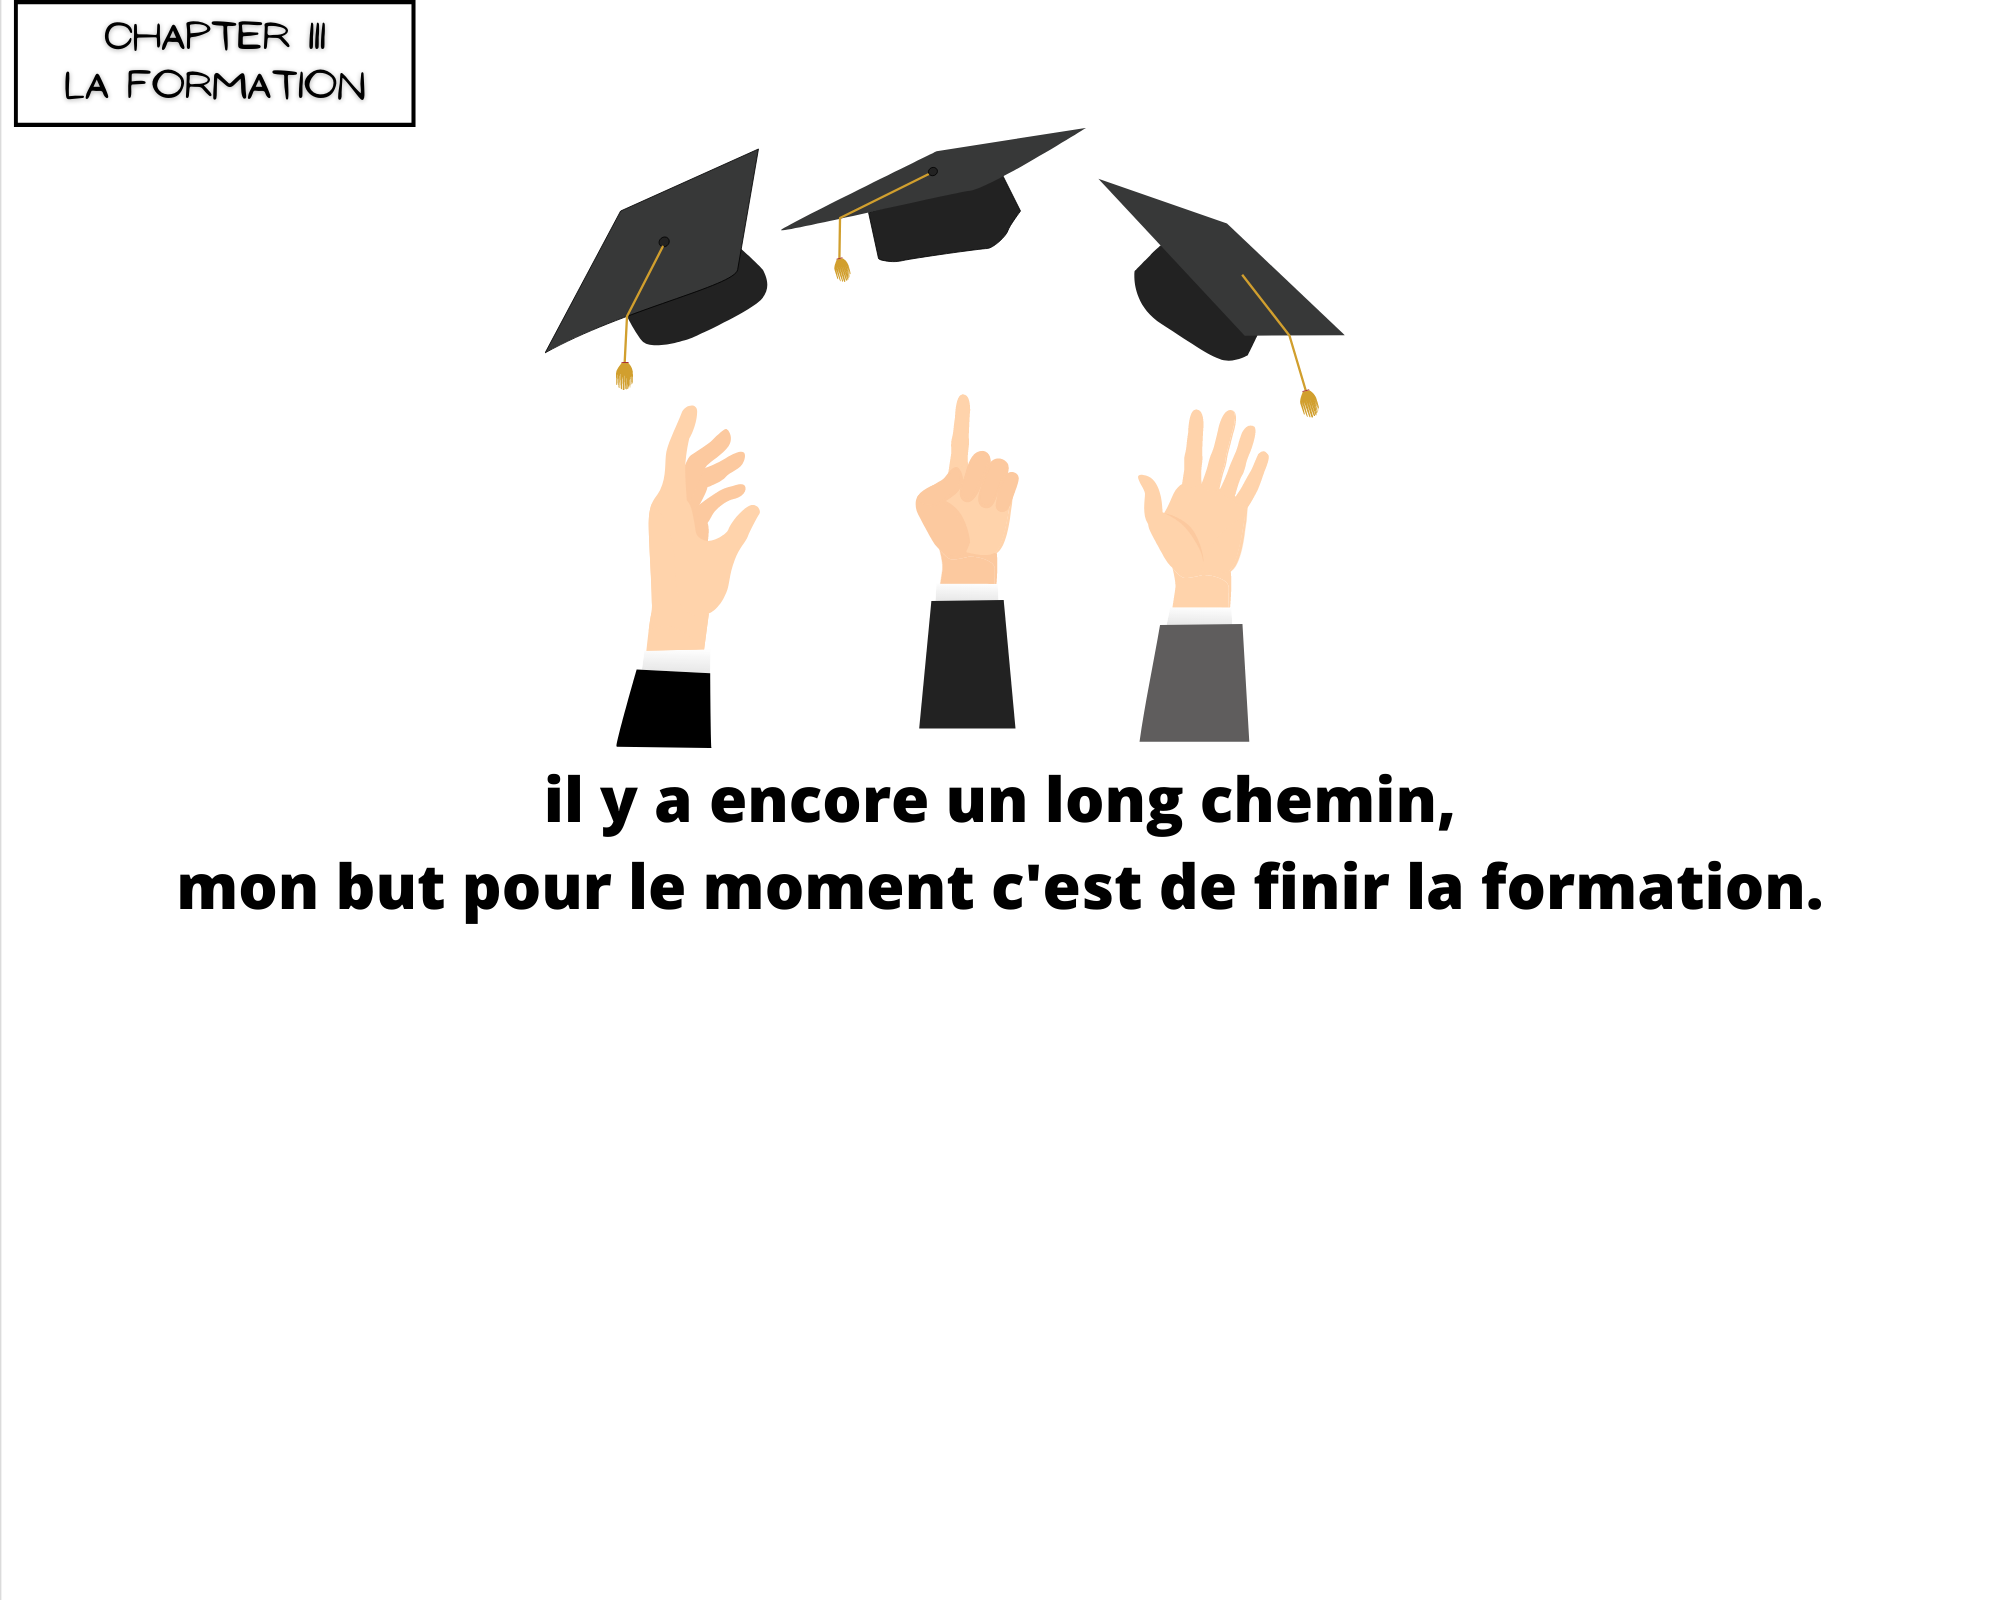 CHAPTER III
LA FORMATION
il y a encore un long chemin,
mon but pour le moment c'est de finir la formation.